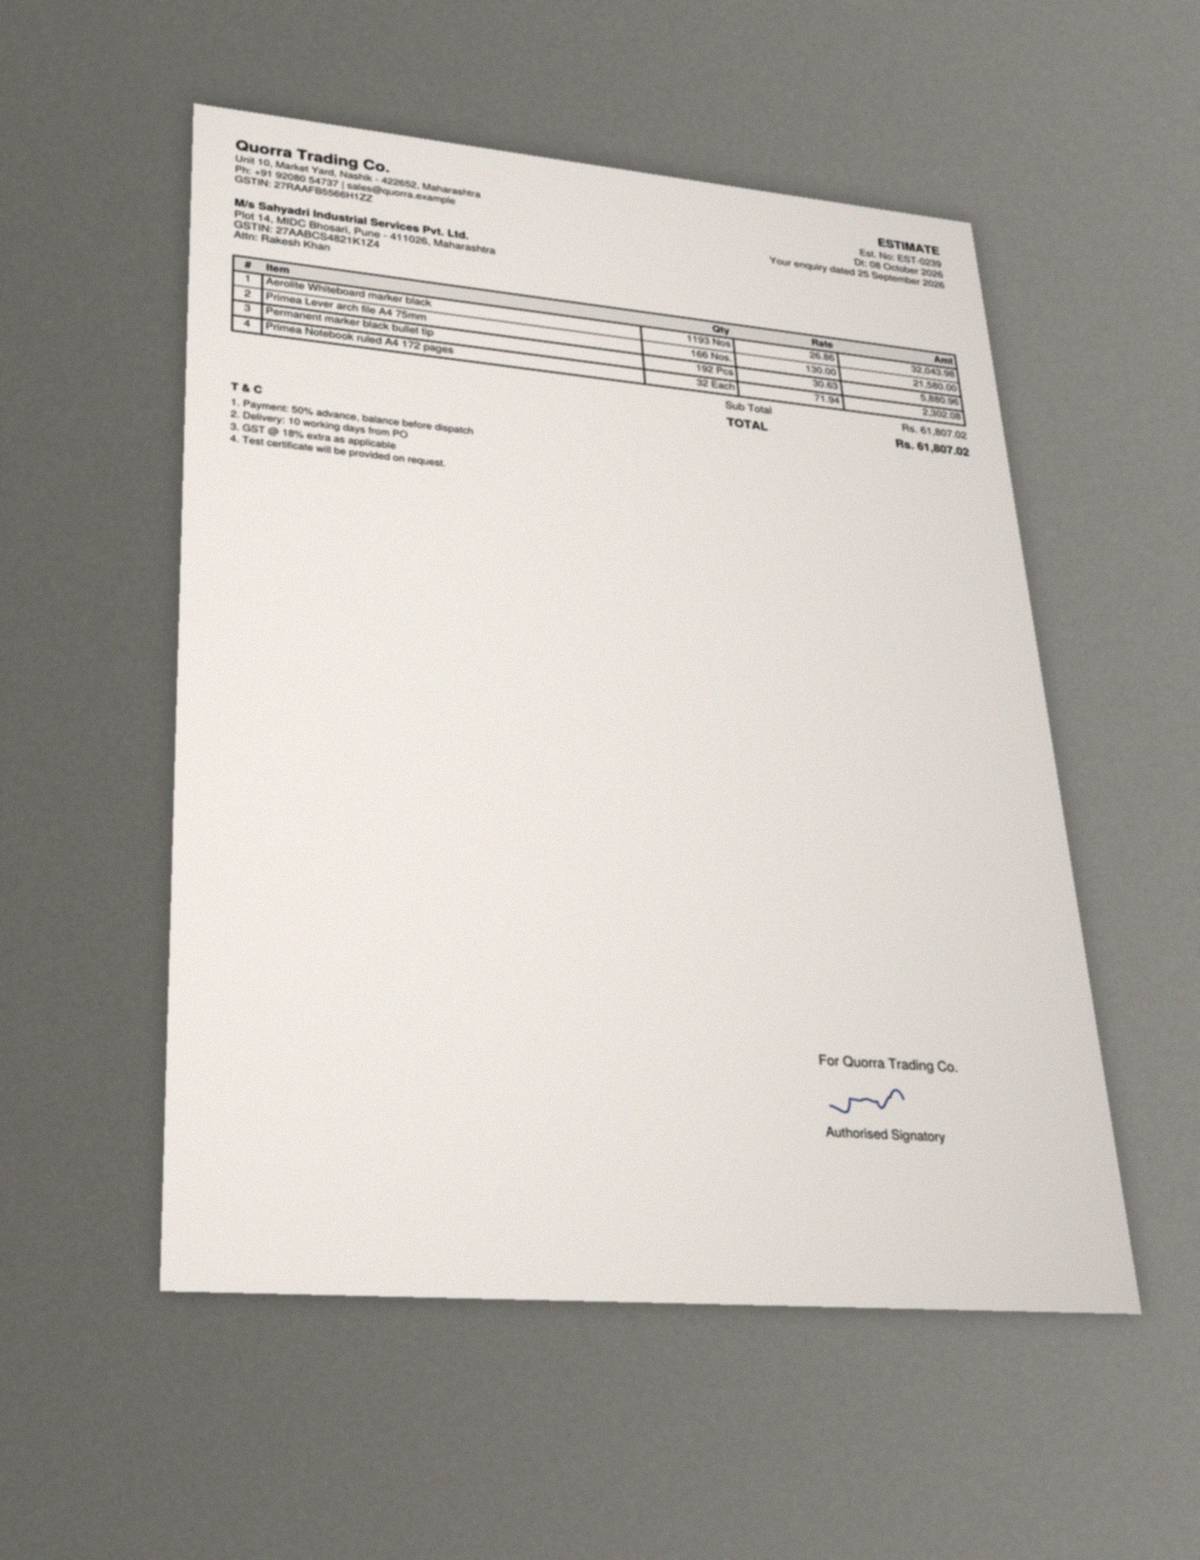 Quorra Trading Co.
Unit 10, Market Yard, Nashik - 422652, Maharashtra
Ph: +91 92080 54737 | sales@quorra.example
GSTIN: 27RAAFB5566H1ZZ
M/s Sahyadri Industrial Services Pvt. Ltd.
Plot 14, MIDC Bhosari, Pune - 411026, Maharashtra
GSTIN: 27AABCS4821K1Z4
Attn: Rakesh Khan
ESTIMATE
Est. No: EST-0239
Dt: 08 October 2026
Your enquiry dated 25 September 2026
# Item Qty Rate Amt
1 Aerolite Whiteboard marker black 1193 Nos 26.86 32,043.98
2 Primea Lever arch file A4 75mm 166 Nos. 130.00 21,580.00
3 Permanent marker black bullet tip 192 Pcs 30.63 5,880.96
4 Primea Notebook ruled A4 172 pages 32 Each 71.94 2,302.08
Sub Total Rs. 61,807.02
TOTAL Rs. 61,807.02
T & C
1. Payment: 50% advance, balance before dispatch
2. Delivery: 10 working days from PO
3. GST @ 18% extra as applicable
4. Test certificate will be provided on request.
For Quorra Trading Co.
Authorised Signatory